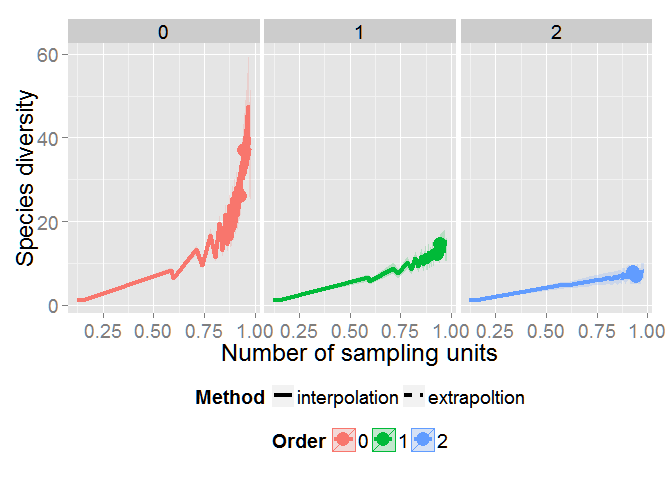 0 1 2
60
40
20
0
Species diversity
0.25 0.50 0.75 1.00 0.25 0.50 0.75 1.00 0.25 0.50 0.75 1.00
Number of sampling units
Method interpolation extrapoltion
Order 0 1 2